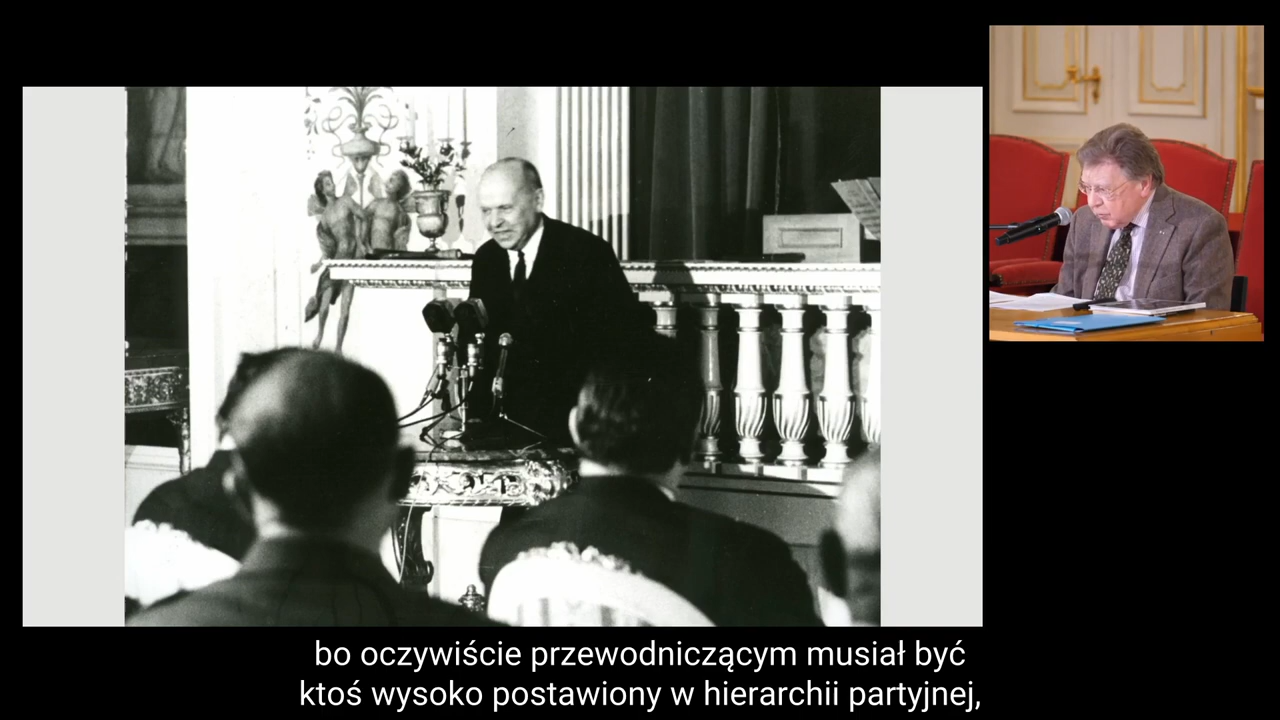 bo oczywiście przewodniczącym musiał być
ktoś wysoko postawiony w hierarchii partyjnej,